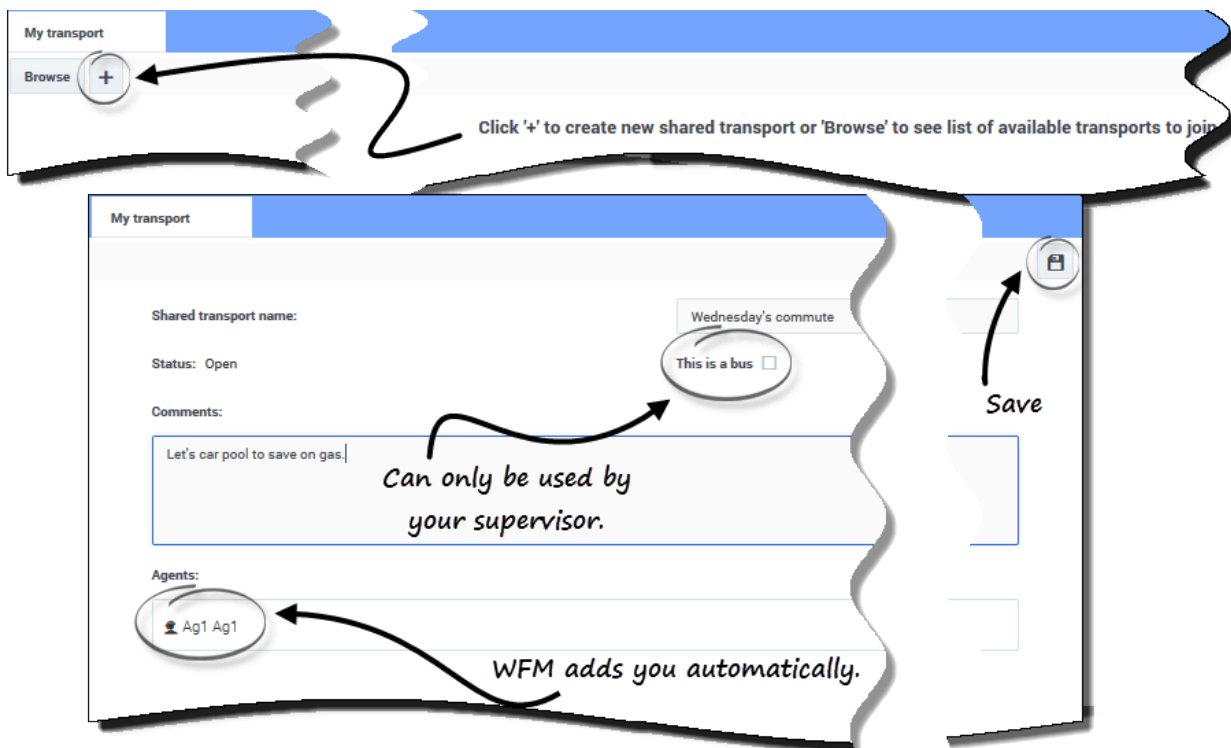 My transport
Browse +
Click '+' to create new shared transport or 'Browse' to see list of available transports to join
My transport
Shared transport name: Wednesday's commute
Status: Open This is a bus
Save
Comments:
Let's car pool to save on gas.
Can only be used by
your supervisor.
Agents:
Ag1 Ag1
WFM adds you automatically.